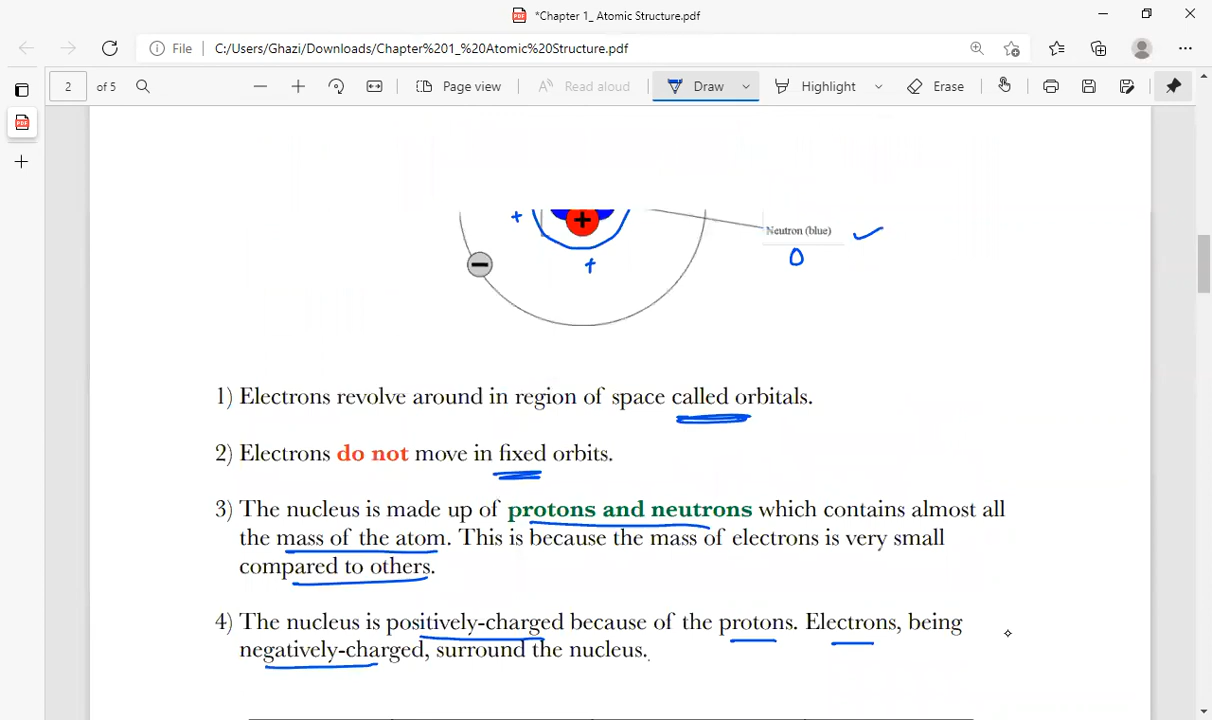 *Chapter 1_ Atomic Structure.pdf
File C:/Users/Ghazi/Downloads/Chapter%201_%20Atomic%20Structure.pdf
2 of 5 Page view Read aloud Draw Highlight Erase
+ + Neutron (blue)
− + 0
1) Electrons revolve around in region of space called orbitals.
2) Electrons do not move in fixed orbits.
3) The nucleus is made up of protons and neutrons which contains almost all
the mass of the atom. This is because the mass of electrons is very small
compared to others.
4) The nucleus is positively-charged because of the protons. Electrons, being
negatively-charged, surround the nucleus.